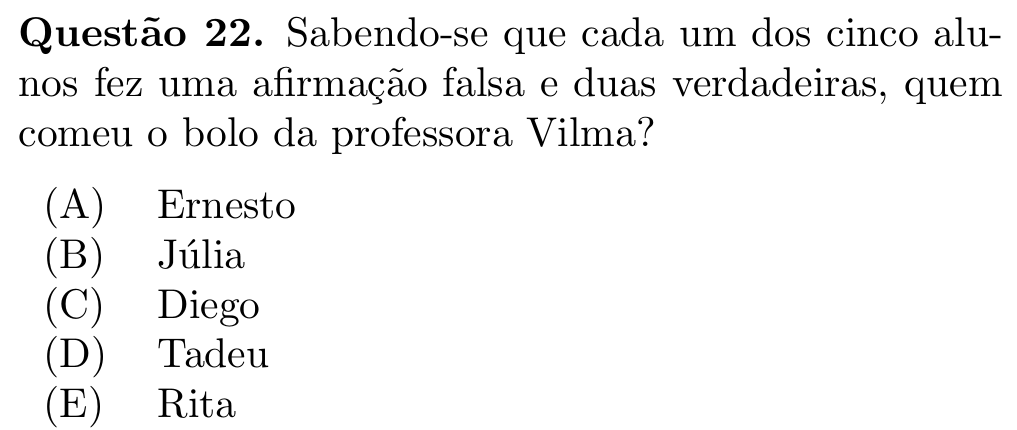 Questão 22. Sabendo-se que cada um dos cinco alu-
nos fez uma afirmação falsa e duas verdadeiras, quem
comeu o bolo da professora Vilma?
(A) Ernesto
(B) Júlia
(C) Diego
(D) Tadeu
(E) Rita